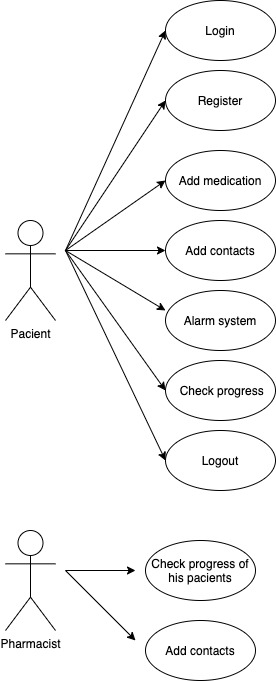 Login
Register
Add medication
Add contacts
Alarm system
Check progress
Logout
Pacient
Check progress of
his pacients
Add contacts
Pharmacist